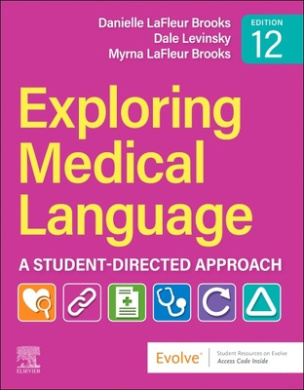 Danielle LaFleur Brooks
Dale Levinsky
Myrna LaFleur Brooks
EDITION
12
Exploring
Medical
Language
A STUDENT-DIRECTED APPROACH
ELSEVIER
Evolve
Student Resources on Evolve
Access Code Inside